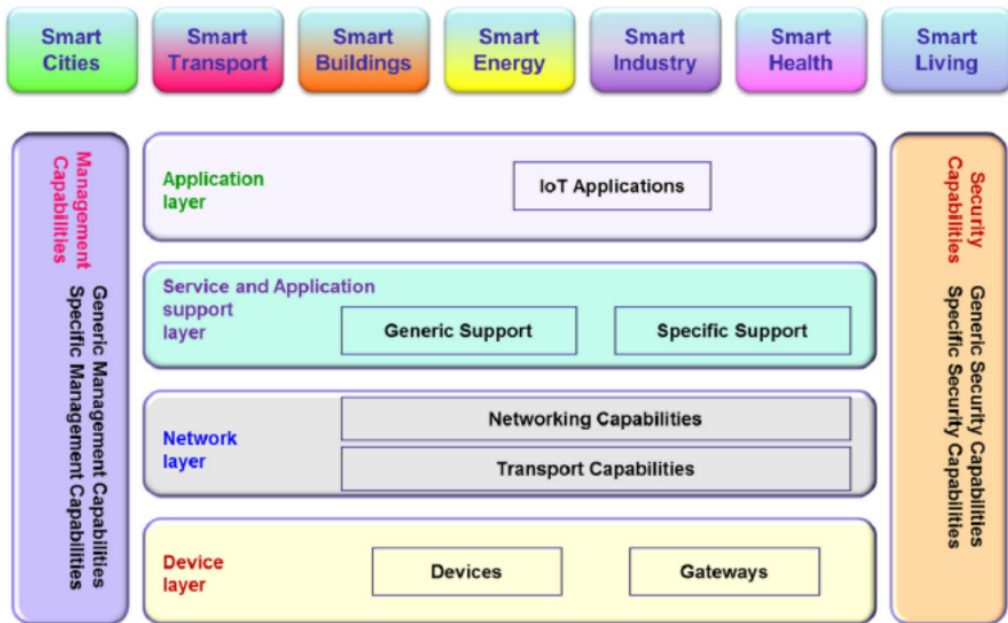 Smart
Cities
Smart
Transport
Smart
Buildings
Smart
Energy
Smart
Industry
Smart
Health
Smart
Living
Management
Capabilities
Generic Management Capabilities
Specific Management Capabilities
Application
layer
IoT Applications
Service and Application
support
layer
Generic Support
Specific Support
Network
layer
Networking Capabilities
Transport Capabilities
Device
layer
Devices
Gateways
Security
Capabilities
Generic Security Capabilities
Specific Security Capabilities